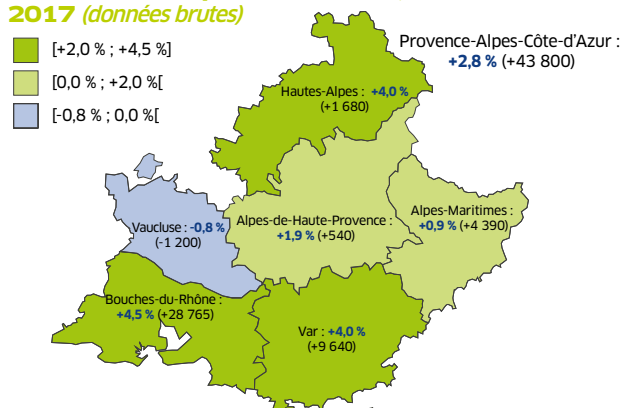 2017 (données brutes)
[+2,0 % ; +4,5 %]
[0,0 % ; +2,0 %[
[-0,8 % ; 0,0 %[
Provence-Alpes-Côte-d'Azur :
+2,8 % (+43 800)
Hautes-Alpes : +4,0 %
(+1 680)
Vaucluse : -0,8 %
(-1 200)
Alpes-de-Haute-Provence :
+1,9 % (+540)
Alpes-Maritimes :
+0,9 % (+4 390)
Bouches-du-Rhône :
+4,5 % (+28 765)
Var : +4,0 %
(+9 640)